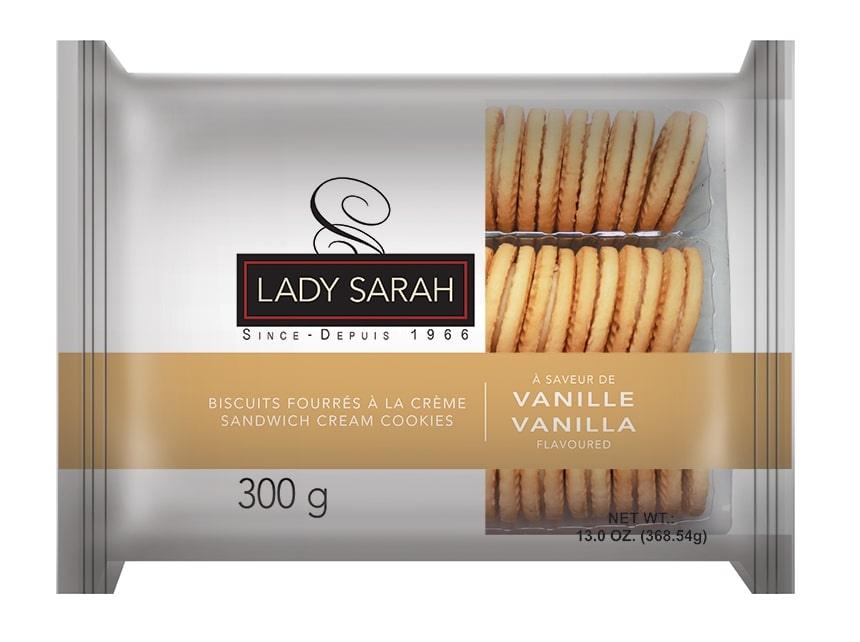 LADY SARAH
SINCE-DEPUIS 1966
BISCUITS FOURRÉS À LA CRÈME
SANDWICH CREAM COOKIES
À SAVEUR DE
VANILLE
VANILLA
FLAVOURED
300 g
NET WT.:
13.0 OZ. (368.54g)